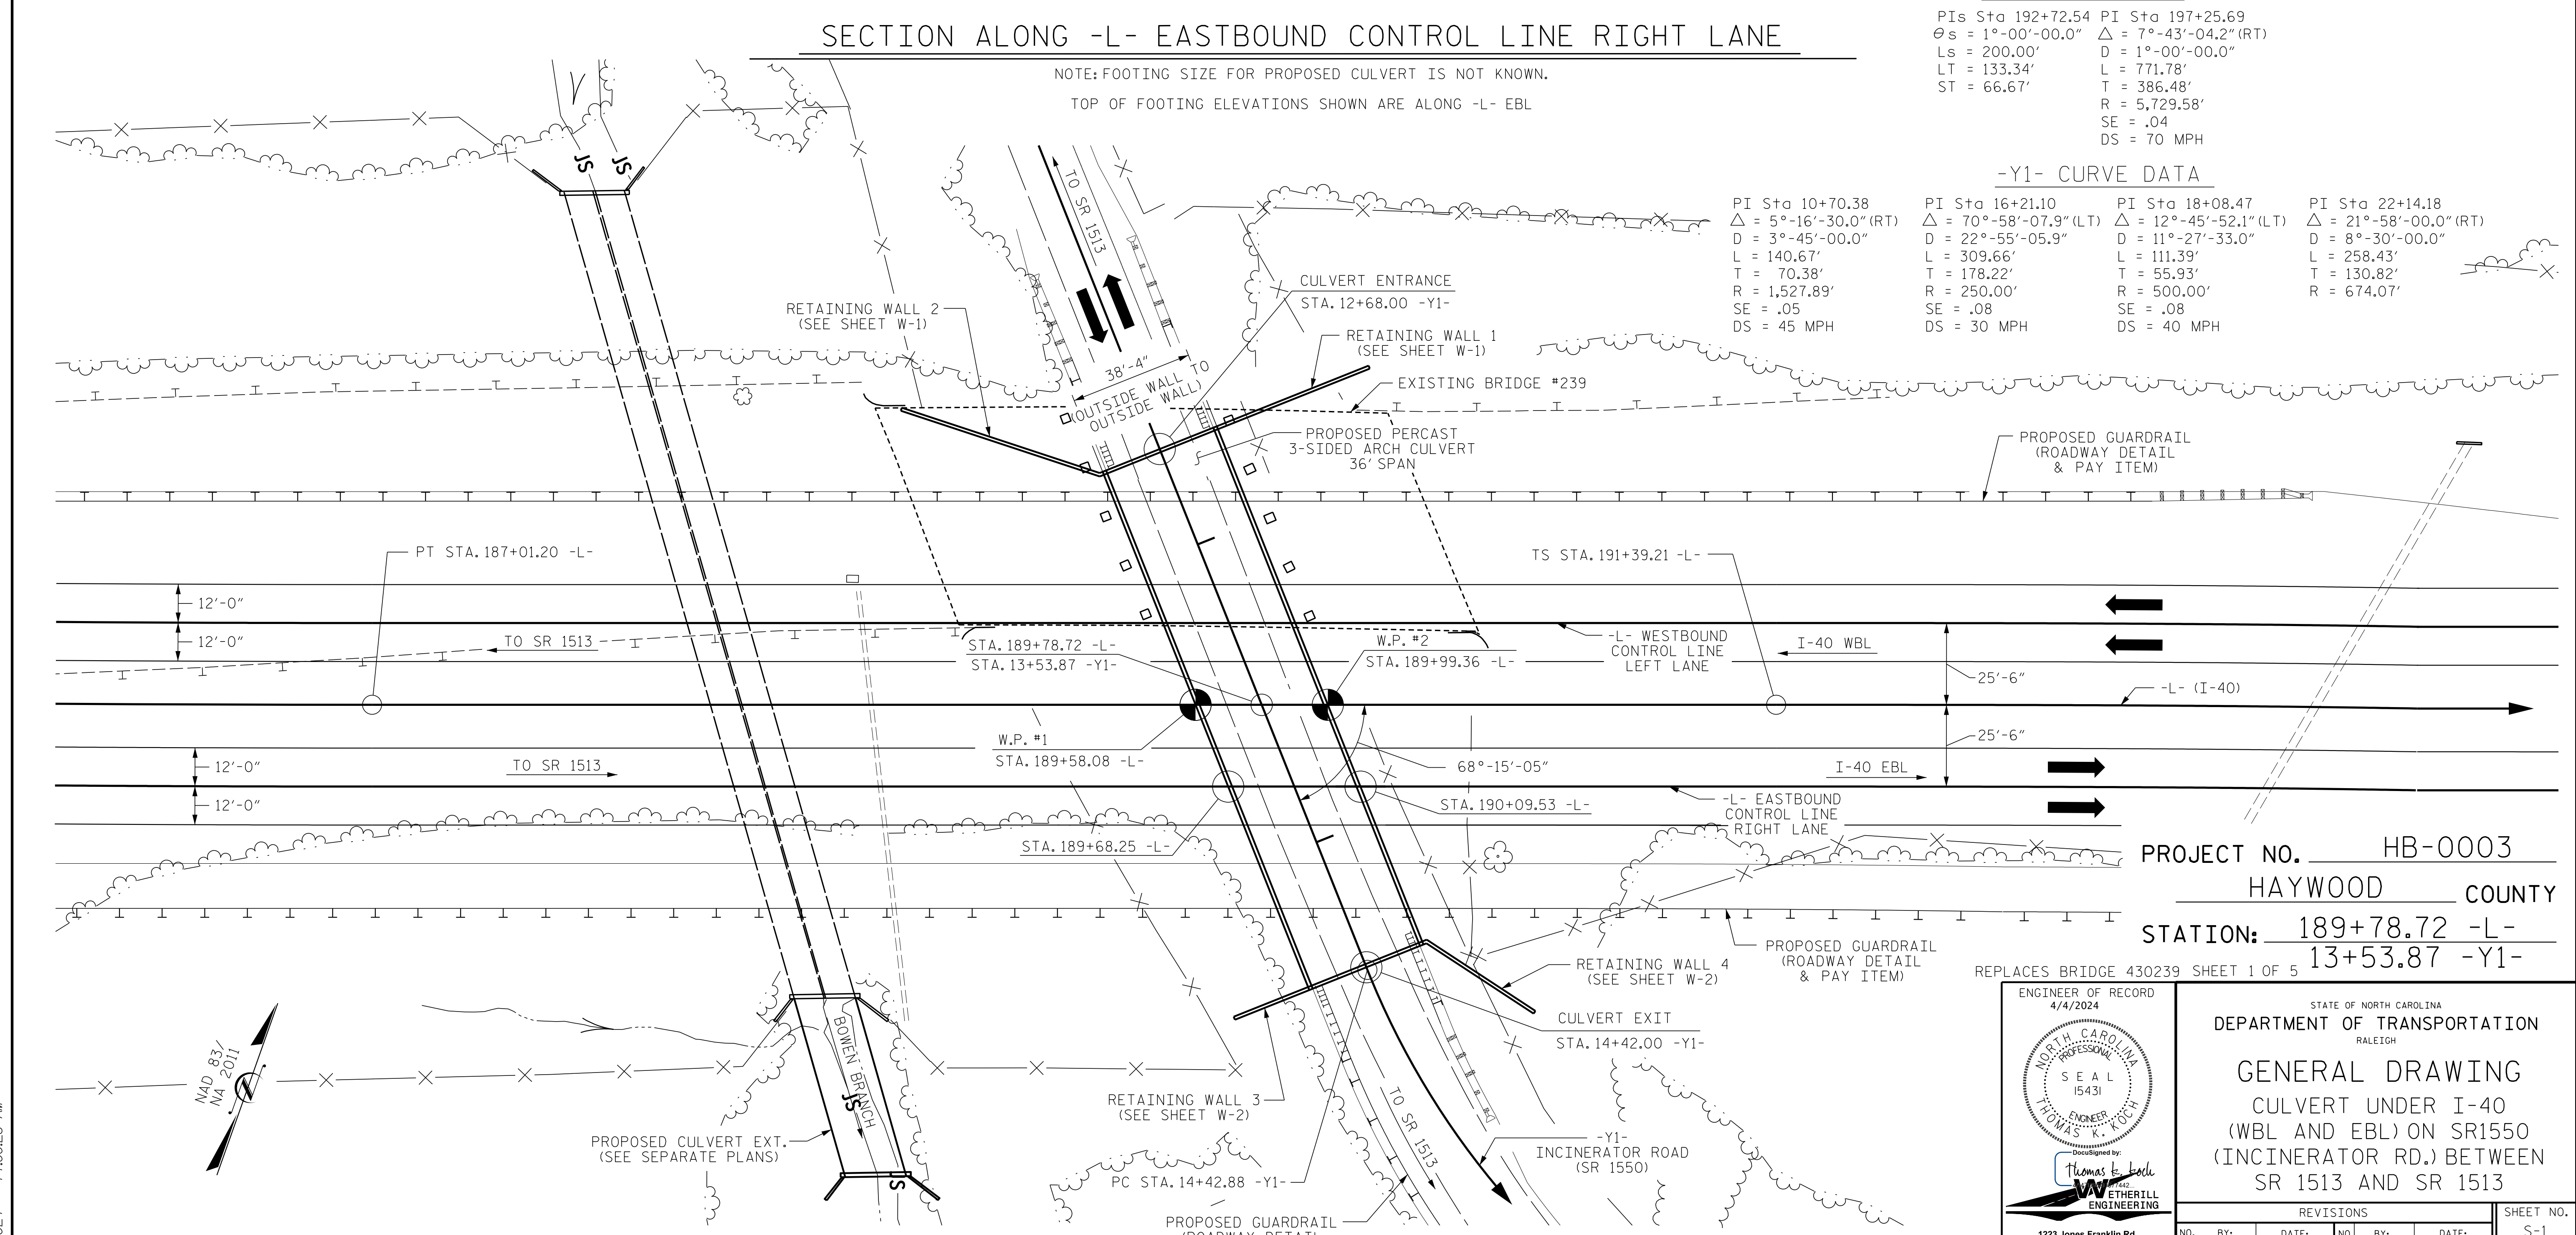 SECTION ALONG -L- EASTBOUND CONTROL LINE RIGHT LANE
NOTE: FOOTING SIZE FOR PROPOSED CULVERT IS NOT KNOWN.
TOP OF FOOTING ELEVATIONS SHOWN ARE ALONG -L- EBL
PIs Sta 192+72.54
θs = 1°-00'-00.0"
Ls = 200.00'
LT = 133.34'
ST = 66.67'
PI Sta 197+25.69
△ = 7°-43'-04.2"(RT)
D = 1°-00'-00.0"
L = 771.78'
T = 386.48'
R = 5,729.58'
SE = .04
DS = 70 MPH
-Y1- CURVE DATA
PI Sta 10+70.38
△ = 5°-16'-30.0"(RT)
D = 3°-45'-00.0"
L = 140.67'
T = 70.38'
R = 1,527.89'
SE = .05
DS = 45 MPH
PI Sta 16+21.10
△ = 70°-58'-07.9"(LT)
D = 22°-55'-05.9"
L = 309.66'
T = 178.22'
R = 250.00'
SE = .08
DS = 30 MPH
PI Sta 18+08.47
△ = 12°-45'-52.1"(LT)
D = 11°-27'-33.0"
L = 111.39'
T = 55.93'
R = 500.00'
SE = .08
DS = 40 MPH
PI Sta 22+14.18
△ = 21°-58'-00.0"(RT)
D = 8°-30'-00.0"
L = 258.43'
T = 130.82'
R = 674.07'
JS
JS
TO SR 1513
CULVERT ENTRANCE
STA. 12+68.00 -Y1-
RETAINING WALL 2
(SEE SHEET W-1)
RETAINING WALL 1
(SEE SHEET W-1)
38'-4"
(OUTSIDE WALL TO
OUTSIDE WALL)
EXISTING BRIDGE #239
PROPOSED PERCAST
3-SIDED ARCH CULVERT
36' SPAN
PROPOSED GUARDRAIL
(ROADWAY DETAIL
& PAY ITEM)
PT STA. 187+01.20 -L-
TS STA. 191+39.21 -L-
12'-0"
12'-0"
TO SR 1513
STA. 189+78.72 -L-
STA. 13+53.87 -Y1-
W.P. #2
STA. 189+99.36 -L-
-L- WESTBOUND
CONTROL LINE
LEFT LANE
I-40 WBL
25'-6"
-L- (I-40)
W.P. #1
STA. 189+58.08 -L-
25'-6"
12'-0"
12'-0"
TO SR 1513
68°-15'-05"
I-40 EBL
STA. 190+09.53 -L-
-L- EASTBOUND
CONTROL LINE
RIGHT LANE
STA. 189+68.25 -L-
PROPOSED GUARDRAIL
(ROADWAY DETAIL
& PAY ITEM)
RETAINING WALL 4
(SEE SHEET W-2)
CULVERT EXIT
STA. 14+42.00 -Y1-
NAD 83/
NA 2011
BOWEN BRANCH
JS
JS
RETAINING WALL 3
(SEE SHEET W-2)
PROPOSED CULVERT EXT.
(SEE SEPARATE PLANS)
TO SR 1513
-Y1-
INCINERATOR ROAD
(SR 1550)
PC STA. 14+42.88 -Y1-
PROPOSED GUARDRAIL
(ROADWAY DETAIL
PROJECT NO. HB-0003
HAYWOOD COUNTY
STATION: 189+78.72 -L-
13+53.87 -Y1-
REPLACES BRIDGE 430239 SHEET 1 OF 5
ENGINEER OF RECORD
4/4/2024
NORTH CAROLINA
PROFESSIONAL
SEAL
15431
ENGINEER
THOMAS K. KOCH
DocuSigned by:
Thomas K. Koch
WETHERILL
ENGINEERING
1223 Jones Franklin Rd.
STATE OF NORTH CAROLINA
DEPARTMENT OF TRANSPORTATION
RALEIGH
GENERAL DRAWING
CULVERT UNDER I-40
(WBL AND EBL) ON SR1550
(INCINERATOR RD.) BETWEEN
SR 1513 AND SR 1513
REVISIONS
SHEET NO.
S-1
NO. BY: DATE: NO. BY: DATE: